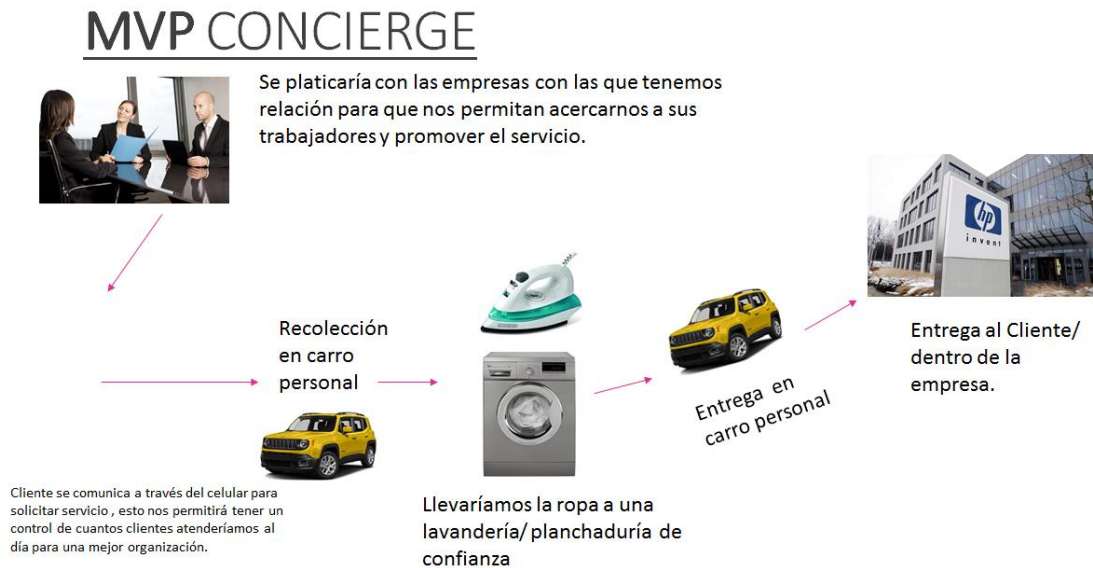 MVP CONCIERGE
Se platicaría con las empresas con las que tenemos
relación para que nos permitan acercarnos a sus
trabajadores y promover el servicio.
hp
invent
Recolección
en carro
personal
Entrega en
carro personal
Entrega al Cliente/
dentro de la
empresa.
Cliente se comunica a través del celular para
solicitar servicio , esto nos permitirá tener un
control de cuantos clientes atenderíamos al
día para una mejor organización.
Llevaríamos la ropa a una
lavandería/ planchaduría de
confianza